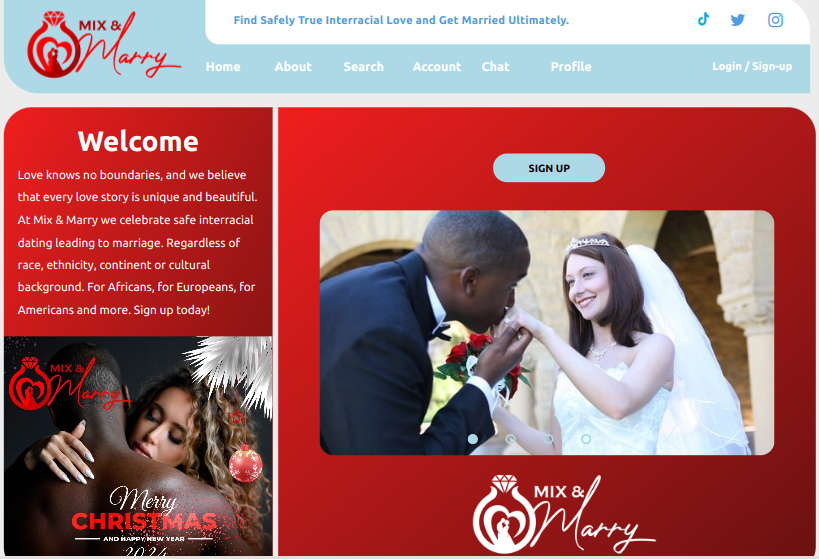 MIX &
Marry
Find Safely True Interracial Love and Get Married Ultimately.
Home About Search Account Chat Profile Login / Sign-up
Welcome
Love knows no boundaries, and we believe
that every love story is unique and beautiful.
At Mix & Marry we celebrate safe interracial
dating leading to marriage. Regardless of
race, ethnicity, continent or cultural
background. For Africans, for Europeans, for
Americans and more. Sign up today!
MIX &
Marry
Merry
CHRISTMAS
AND HAPPY NEW YEAR
2024
SIGN UP
MIX &
Marry